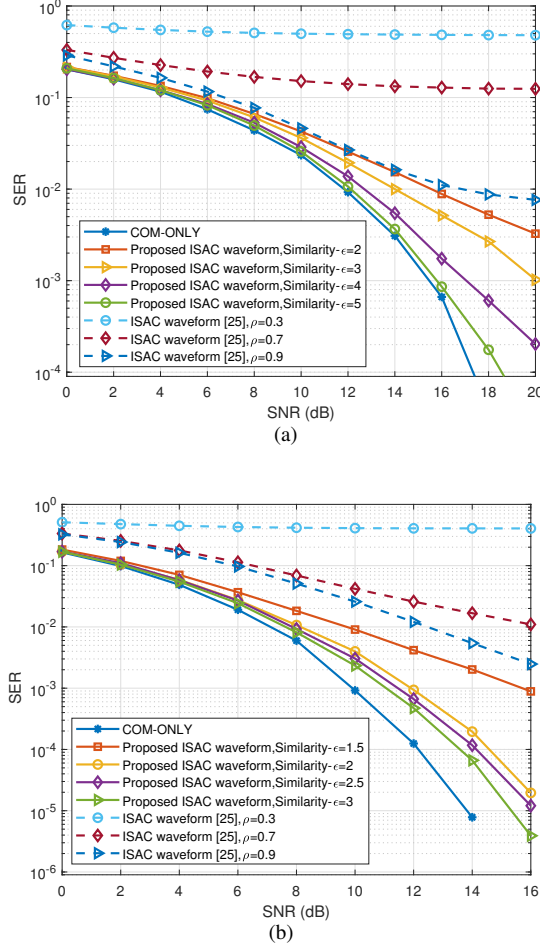 10^0
10^-1
10^-2
10^-3
10^-4
SER
COM-ONLY
Proposed ISAC waveform,Similarity-ϵ=2
Proposed ISAC waveform,Similarity-ϵ=3
Proposed ISAC waveform,Similarity-ϵ=4
Proposed ISAC waveform,Similarity-ϵ=5
ISAC waveform [25],ρ=0.3
ISAC waveform [25],ρ=0.7
ISAC waveform [25],ρ=0.9
0 2 4 6 8 10 12 14 16 18 20
SNR (dB)
(a)
10^0
10^-1
10^-2
10^-3
10^-4
10^-5
10^-6
SER
COM-ONLY
Proposed ISAC waveform,Similarity-ϵ=1.5
Proposed ISAC waveform,Similarity-ϵ=2
Proposed ISAC waveform,Similarity-ϵ=2.5
Proposed ISAC waveform,Similarity-ϵ=3
ISAC waveform [25],ρ=0.3
ISAC waveform [25],ρ=0.7
ISAC waveform [25],ρ=0.9
0 2 4 6 8 10 12 14 16
SNR (dB)
(b)